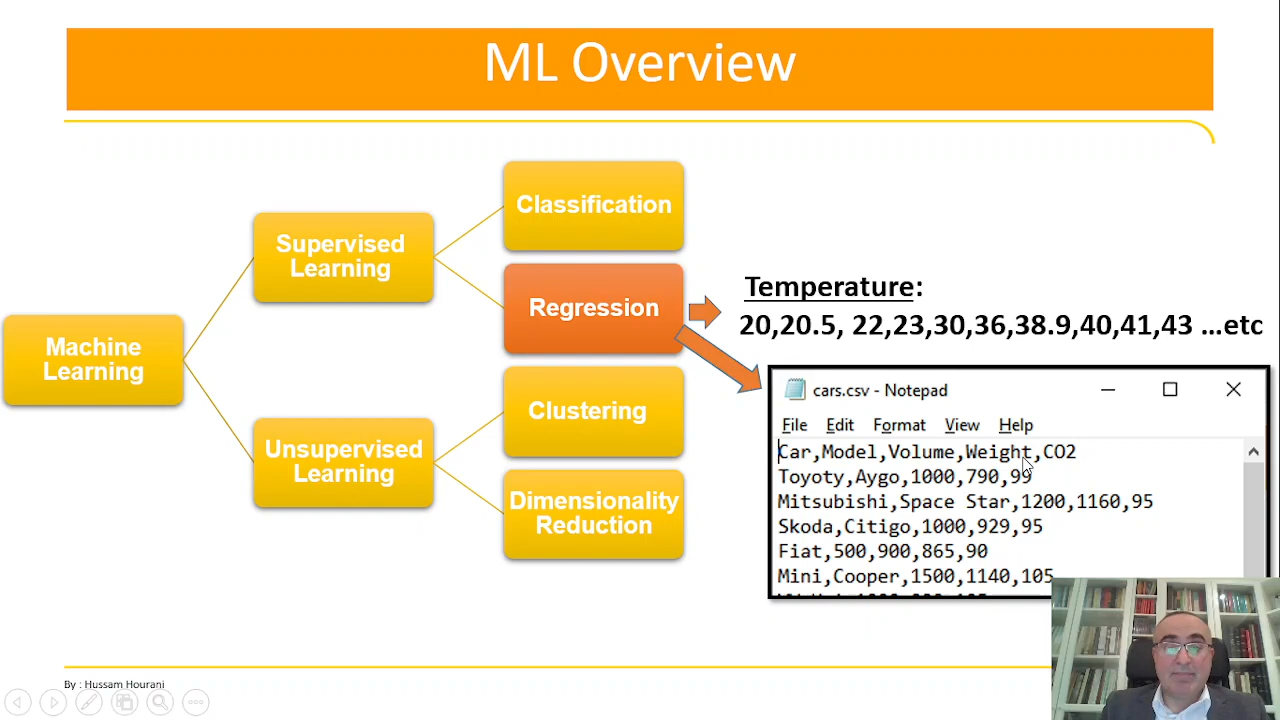 ML Overview
Machine
Learning
Supervised
Learning
Unsupervised
Learning
Classification
Regression
Clustering
Dimensionality
Reduction
Temperature:
20,20.5, 22,23,30,36,38.9,40,41,43 ...etc
cars.csv - Notepad
File Edit Format View Help
Car,Model,Volume,Weight,CO2
Toyoty,Aygo,1000,790,99
Mitsubishi,Space Star,1200,1160,95
Skoda,Citigo,1000,929,95
Fiat,500,900,865,90
Mini,Cooper,1500,1140,105
By : Hussam Hourani